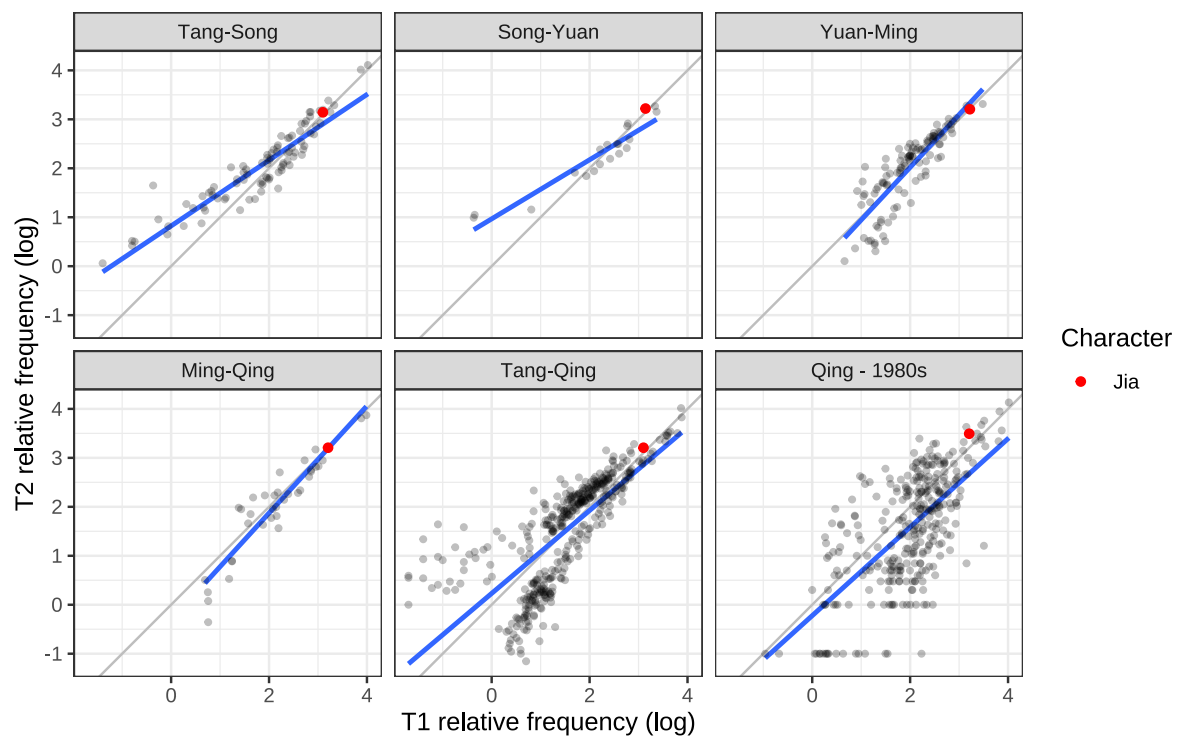 Tang-Song
Song-Yuan
Yuan-Ming
4
3
2
1
0
-1
Ming-Qing
Tang-Qing
Qing - 1980s
4
3
2
1
0
-1
0 2 4
0 2 4
0 2 4
T1 relative frequency (log)
T2 relative frequency (log)
Character
Jia